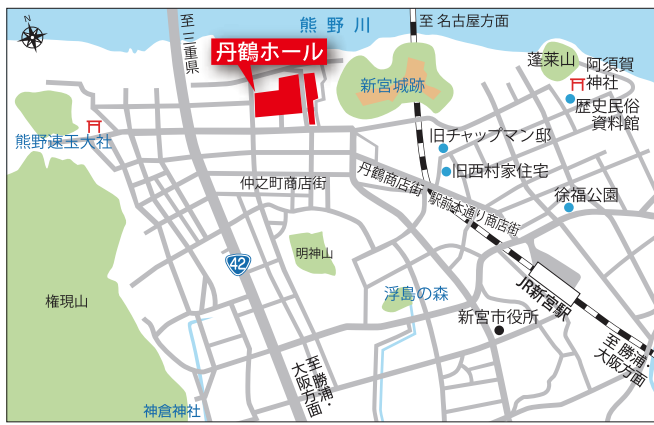 熊野川
至 三重県
至 名古屋方面
丹鶴ホール
蓬莱山
阿須賀
神社
新宮城跡
歴史民俗
資料館
熊野速玉大社
旧チャップマン邸
旧西村家住宅
仲之町商店街
丹鶴商店街
駅前本通り商店街
徐福公園
明神山
42
権現山
浮島の森
JR新宮駅
新宮市役所
至 勝浦・
大阪方面
至 勝浦・
大阪方面
神倉神社